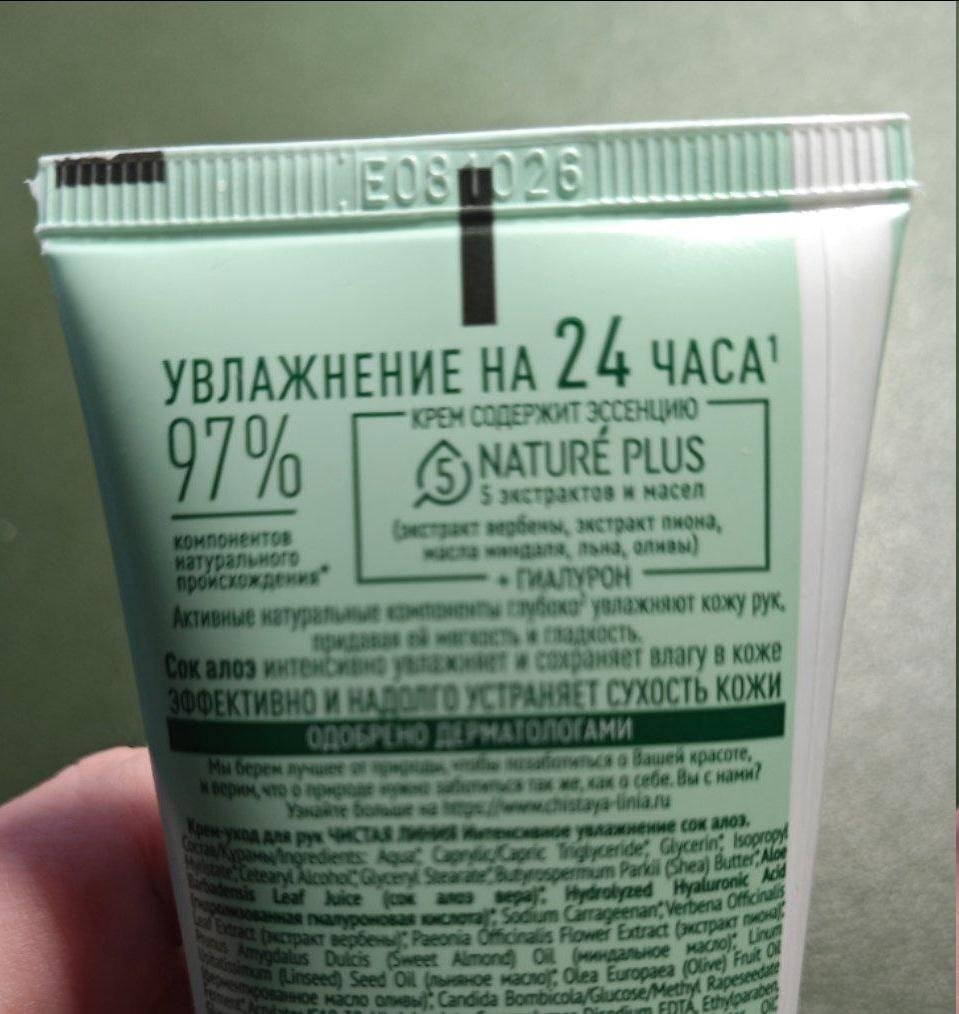 E081026
УВЛАЖНЕНИЕ НА 24 ЧАСА¹
97%
компонентов
натурального
происхождения*
КРЕМ СОДЕРЖИТ ЭССЕНЦИЮ
5 NATURÉ PLUS
5 экстрактов и масел
(экстракт вербены, экстракт пиона,
масла миндаля, льна, оливы)
+ ГИАЛУРОН
Активные натуральные компоненты глубоко² увлажняют кожу рук,
придавая ей мягкость и гладкость.
Сок алоэ интенсивно увлажняет и сохраняет влагу в коже
ЭФФЕКТИВНО И НАДОЛГО УСТРАНЯЕТ СУХОСТЬ КОЖИ
ОДОБРЕНО ДЕРМАТОЛОГАМИ
Мы берем лучшее от природы, чтобы позаботиться о Вашей красоте,
и верим, что о природе нужно заботиться так же, как о себе. Вы с нами?
Узнайте больше на https://www.chistaya-linia.ru
Крем-уход для рук ЧИСТАЯ ЛИНИЯ Интенсивное увлажнение сок алоэ.
Состав/Құрамы/Ingredients: Aqua*, Caprylic/Capric Triglyceride*, Glycerin*, Isopropyl
Myristate*, Cetearyl Alcohol*, Glyceryl Stearate*, Butyrospermum Parkii (Shea) Butter*, Aloe
Barbadensis Leaf Juice (сок алоэ вера)*, Hydrolyzed Hyaluronic Acid
(гидролизованная гиалуроновая кислота)*, Sodium Carrageenan*, Verbena Officinalis
Leaf Extract (экстракт вербены)*, Paeonia Officinalis Flower Extract (экстракт пиона)*,
Prunus Amygdalus Dulcis (Sweet Almond) Oil (миндальное масло)*, Linum
Usitatissimum (Linseed) Seed Oil (льняное масло)*, Olea Europaea (Olive) Fruit Oil
(ферментированное масло оливы)*, Candida Bombicola/Glucose/Methyl Rapeseedate
Ferment*, Disodium EDTA, Ethylparaben,